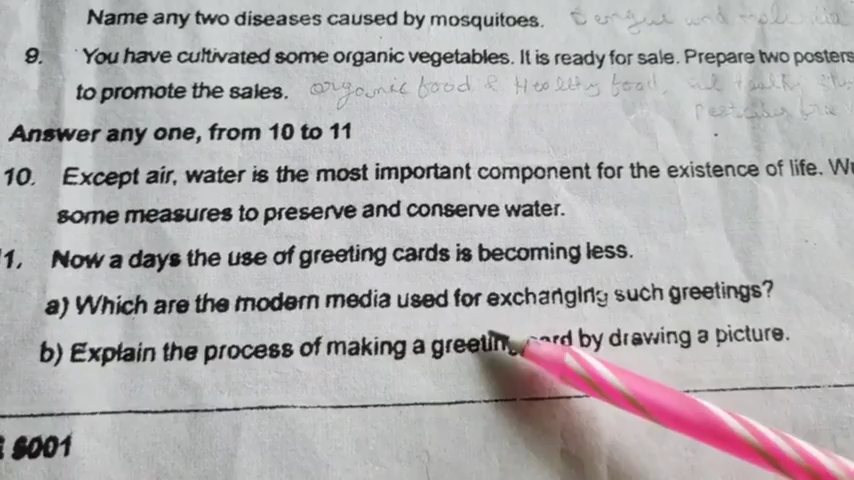 Name any two diseases caused by mosquitoes. Dengue and malaria
9. You have cultivated some organic vegetables. It is ready for sale. Prepare two posters
to promote the sales. Organic food & Healthy food,
Answer any one, from 10 to 11
10. Except air, water is the most important component for the existence of life.
some measures to preserve and conserve water.
1, Now a days the use of greeting cards is becoming less.
a) Which are the modern media used for exchanging such greetings?
b) Explain the process of making a greeting card by drawing a picture.
6001